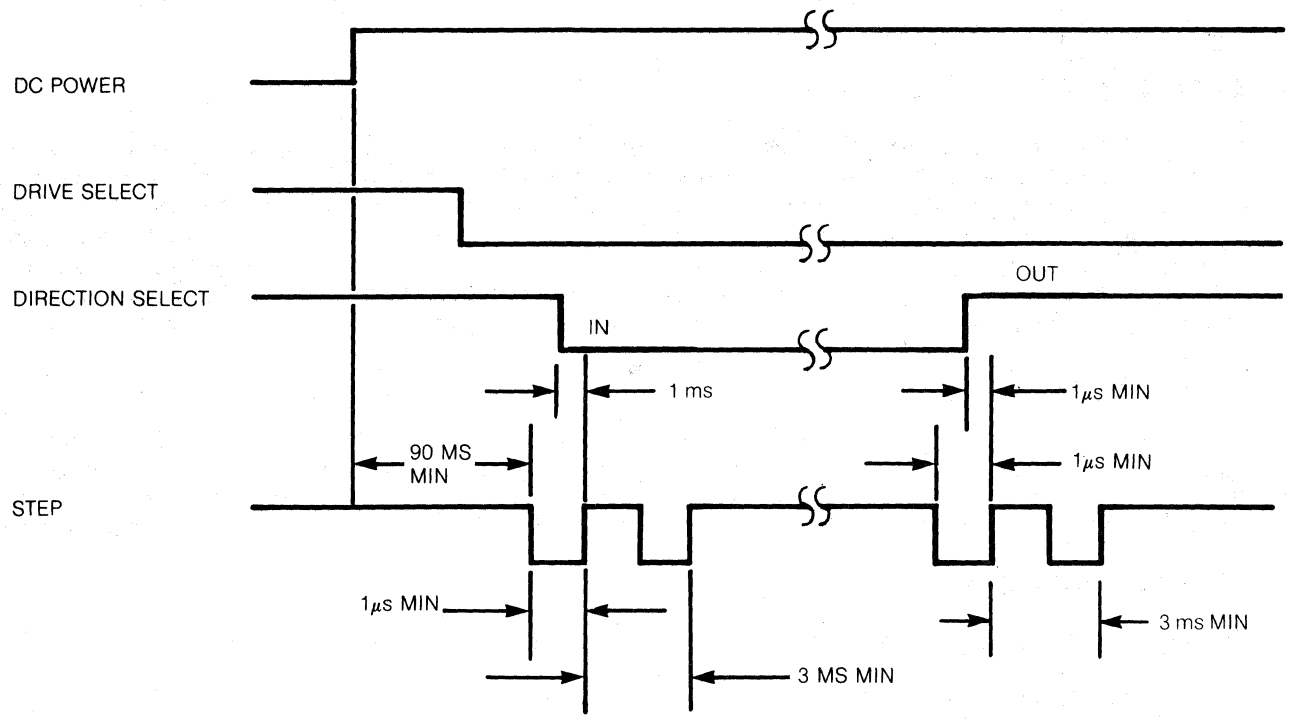 DC POWER
DRIVE SELECT
DIRECTION SELECT
OUT
IN
1 ms
1μs MIN
90 MS
MIN
1μs MIN
STEP
1μs MIN
3 ms MIN
3 MS MIN